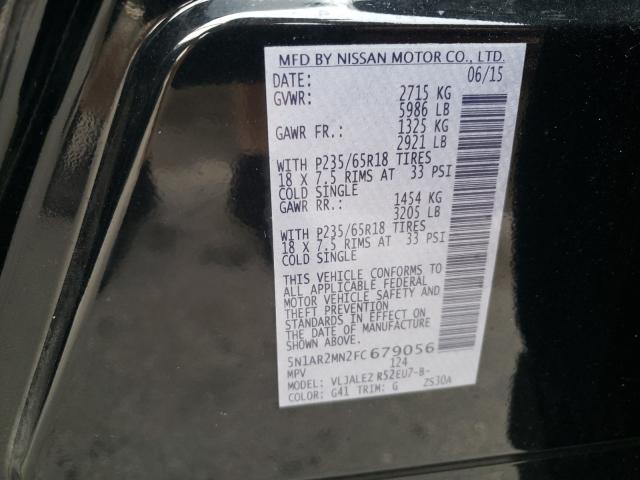 MFD BY NISSAN MOTOR CO., LTD.
DATE: 06/15
GVWR: 2715 KG
5986 LB
GAWR FR.: 1325 KG
2921 LB
WITH P235/65R18 TIRES
18 X 7.5 RIMS AT 33 PSI
COLD SINGLE
GAWR RR.: 1454 KG
3205 LB
WITH P235/65R18 TIRES
18 X 7.5 RIMS AT 33 PSI
COLD SINGLE
THIS VEHICLE CONFORMS TO
ALL APPLICABLE FEDERAL
MOTOR VEHICLE SAFETY AND
THEFT PREVENTION
STANDARDS IN EFFECT ON
THE DATE OF MANUFACTURE
SHOWN ABOVE.
5N1AR2MN2FC679056
MPV 124
MODEL: VLJALEZ R52EU7-B-
COLOR: G41 TRIM: G ZS30A